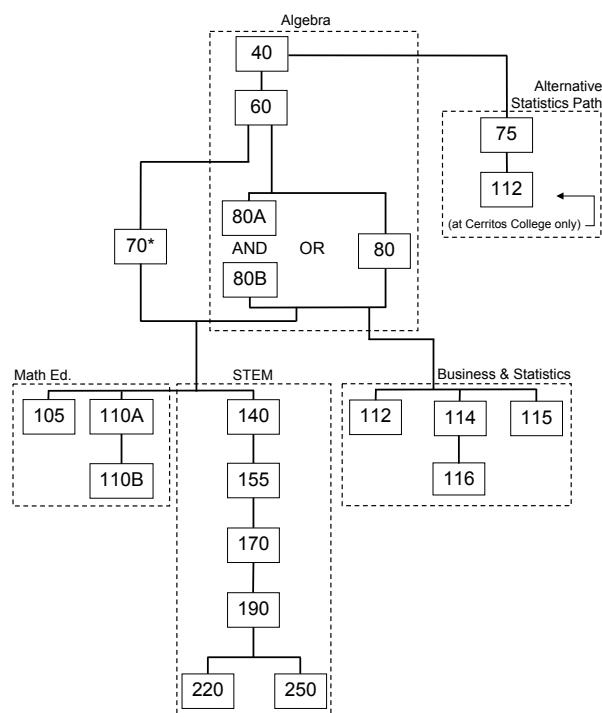 Algebra
40
60
Alternative
Statistics Path
75
112
(at Cerritos College only)
70*
80A
AND
OR
80
80B
Math Ed.
STEM
Business & Statistics
105
110A
140
112
114
115
110B
155
116
170
190
220
250